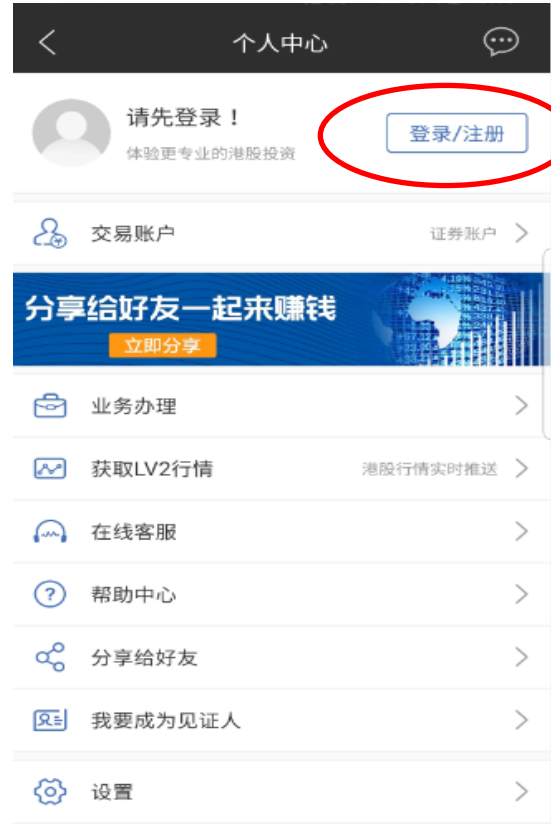 个人中心
请先登录！
登录/注册
体验更专业的港股投资
交易账户
证券账户
分享给好友一起来赚钱
立即分享
业务办理
获取LV2行情
港股行情实时推送
在线客服
帮助中心
分享给好友
我要成为见证人
设置